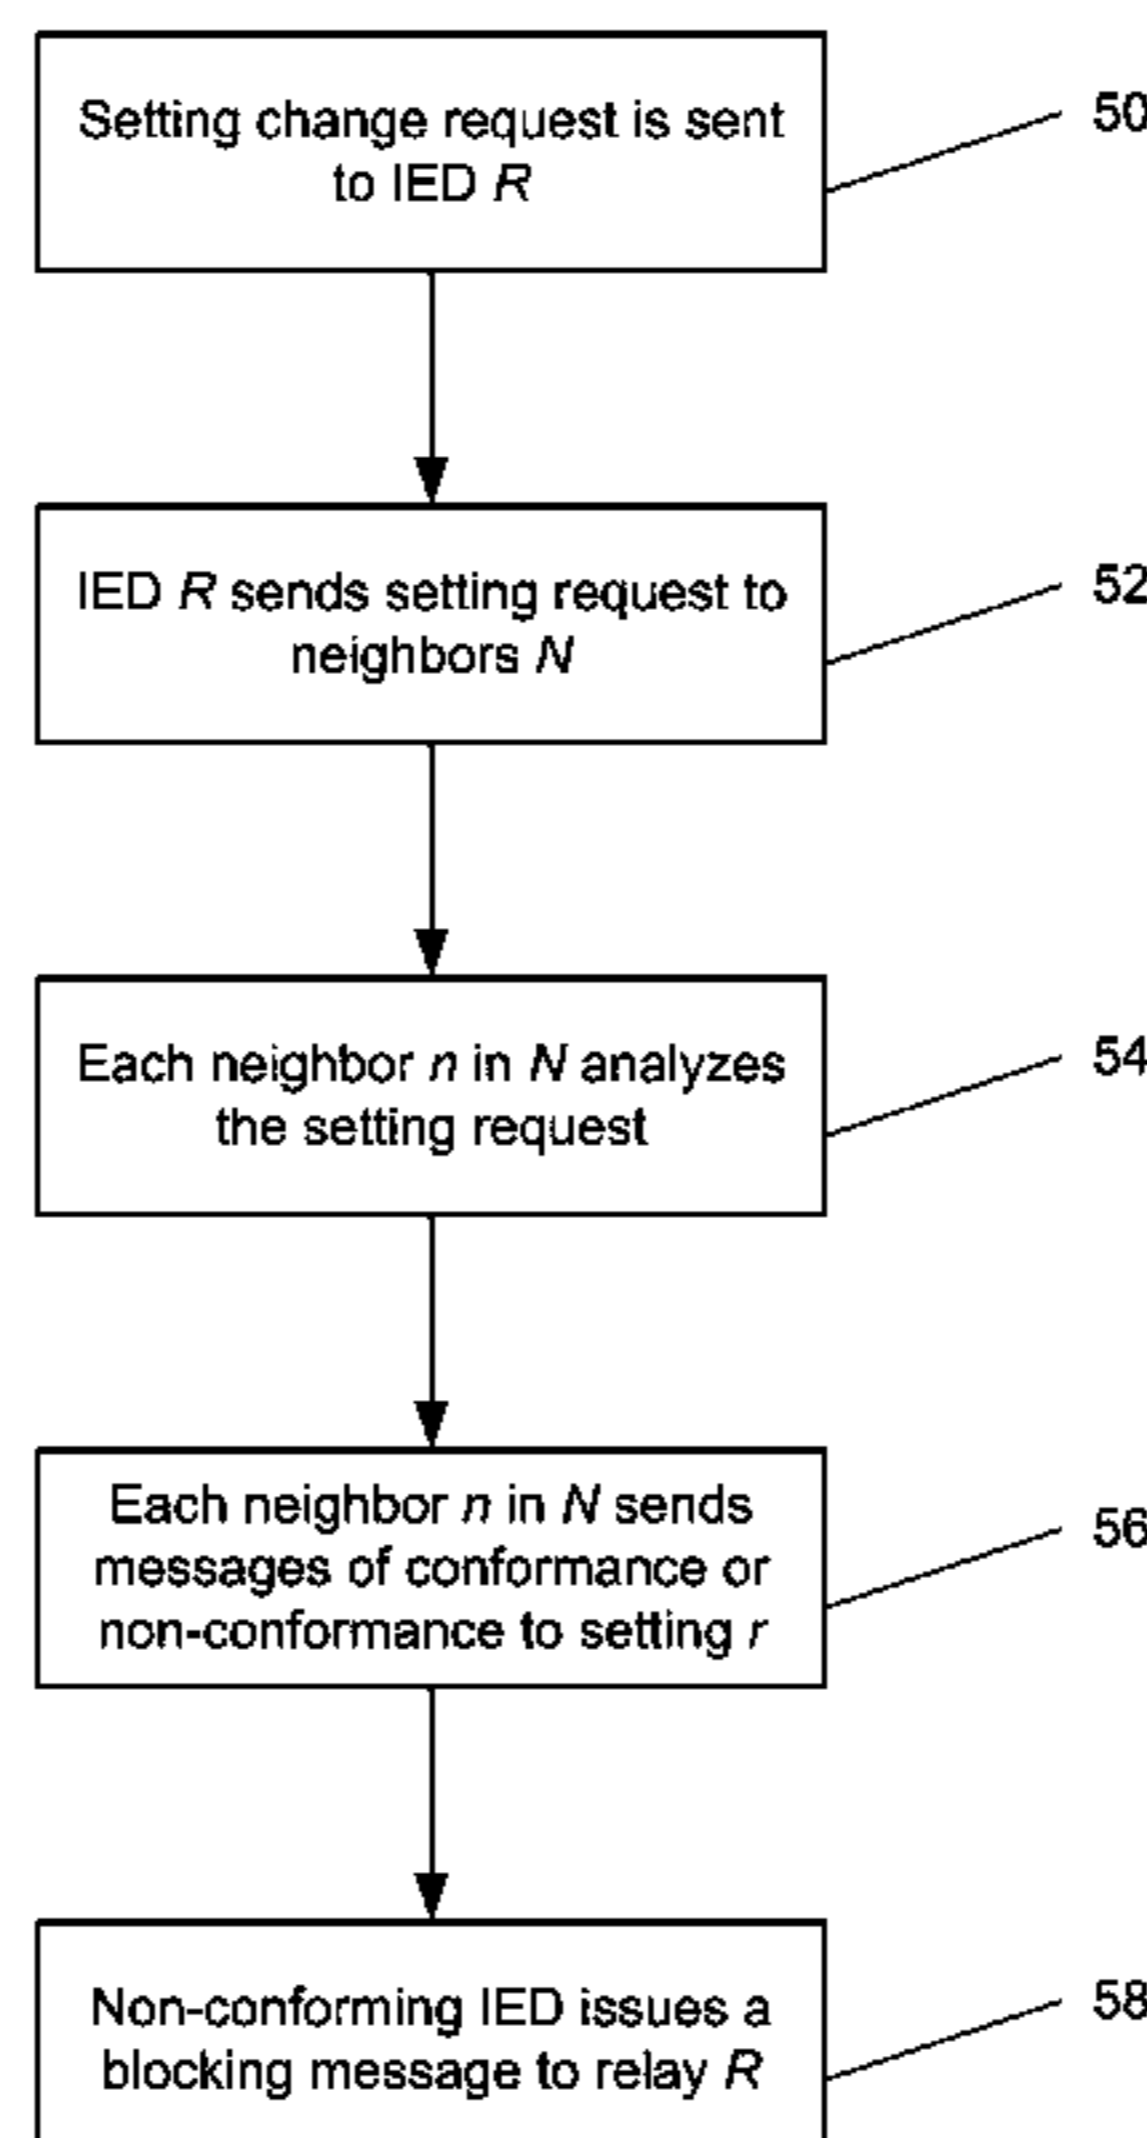 Setting change request is sent
to IED R
50
IED R sends setting request to
neighbors N
52
Each neighbor n in N analyzes
the setting request
54
Each neighbor n in N sends
messages of conformance or
non-conformance to setting r
56
Non-conforming IED issues a
blocking message to relay R
58